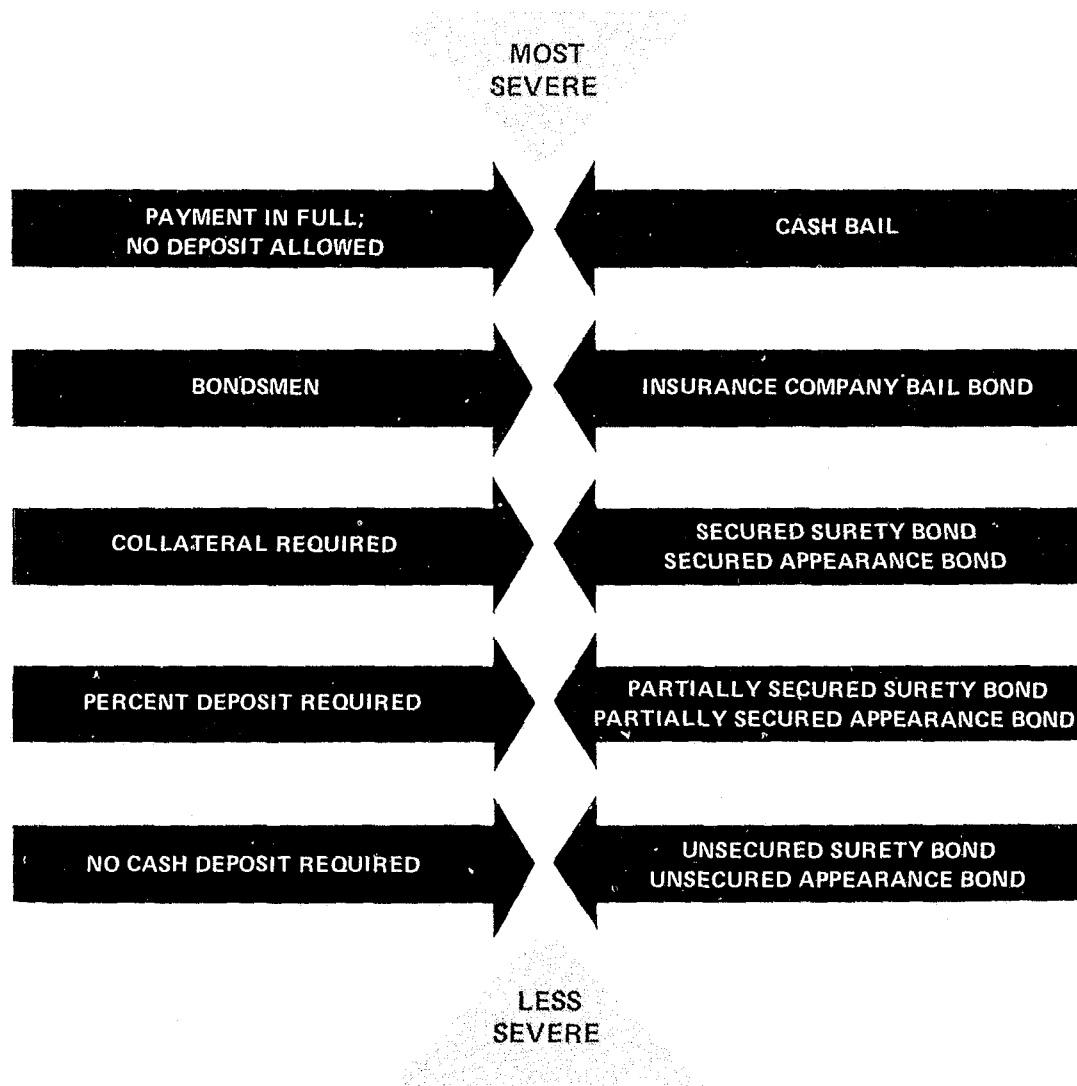 MOST
SEVERE
PAYMENT IN FULL;
NO DEPOSIT ALLOWED
CASH BAIL
BONDSMEN
INSURANCE COMPANY BAIL BOND
COLLATERAL REQUIRED
SECURED SURETY BOND
SECURED APPEARANCE BOND
PERCENT DEPOSIT REQUIRED
PARTIALLY SECURED SURETY BOND
PARTIALLY SECURED APPEARANCE BOND
NO CASH DEPOSIT REQUIRED
UNSECURED SURETY BOND
UNSECURED APPEARANCE BOND
LESS
SEVERE